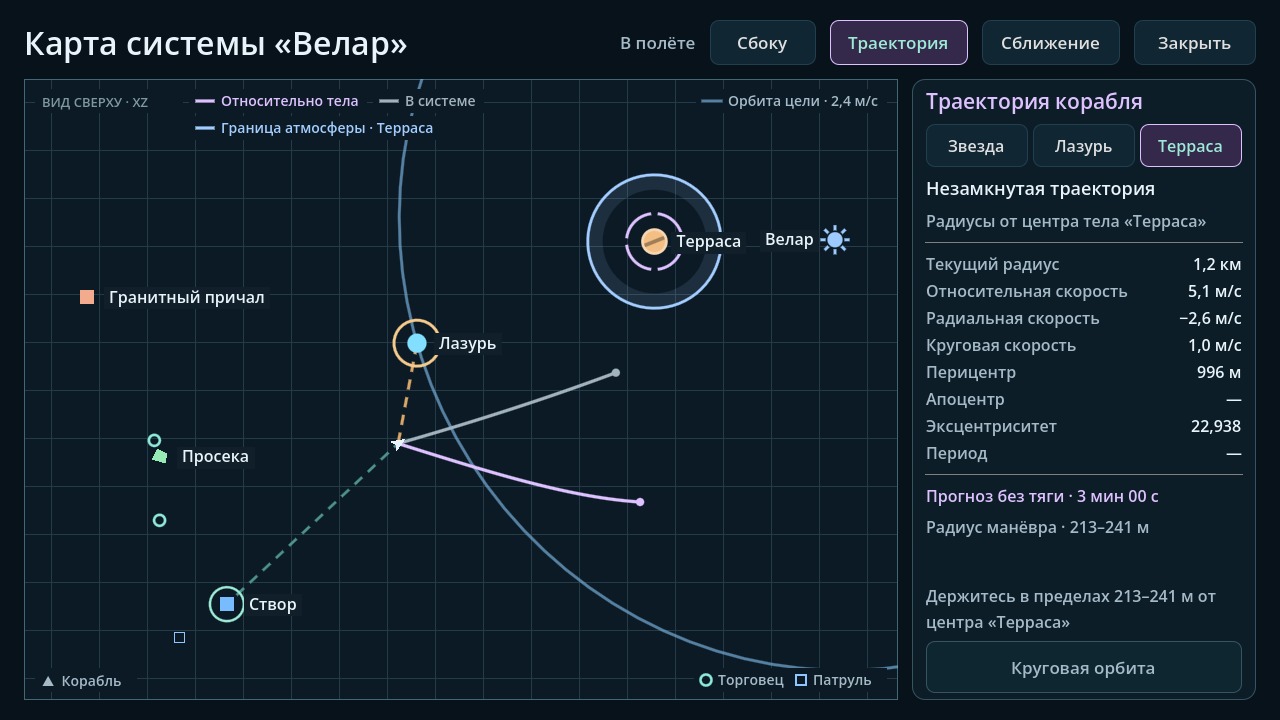 Карта системы «Велар»
В полёте
Сбоку
Траектория
Сближение
Закрыть
ВИД СВЕРХУ · XZ
Относительно тела
В системе
Орбита цели · 2,4 м/с
Граница атмосферы · Терраса
Терраса
Велар
Гранитный причал
Лазурь
Просека
Створ
Корабль
Торговец
Патруль
Траектория корабля
Звезда
Лазурь
Терраса
Незамкнутая траектория
Радиусы от центра тела «Терраса»
Текущий радиус 1,2 км
Относительная скорость 5,1 м/с
Радиальная скорость −2,6 м/с
Круговая скорость 1,0 м/с
Перицентр 996 м
Апоцентр —
Эксцентриситет 22,938
Период —
Прогноз без тяги · 3 мин 00 с
Радиус манёвра · 213–241 м
Держитесь в пределах 213–241 м от
центра «Терраса»
Круговая орбита